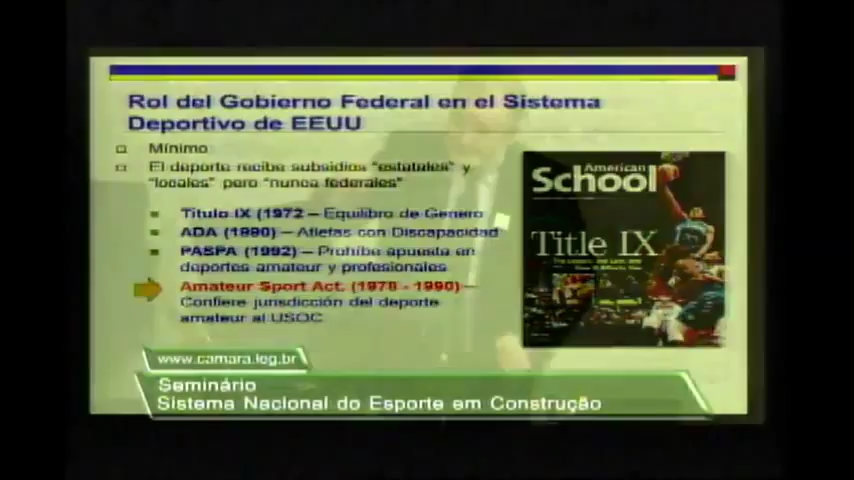 Rol del Gobierno Federal en el Sistema
Deportivo de EEUU
Mínimo
El deporte recibe subsidios "estatales" y
"locales" pero "nunca federales"
Titulo IX (1972 – Equilibro de Genero
ADA (1990) – Atletas con Discapacidad
PASPA (1992) – Prohíbe apuesta en
deportes amateur y profesionales
Amateur Sport Act. (1978 - 1990) –
Confiere jurisdicción del deporte
amateur al USOC
American
School
Title IX
www.camara.leg.br
Seminário
Sistema Nacional do Esporte em Construção